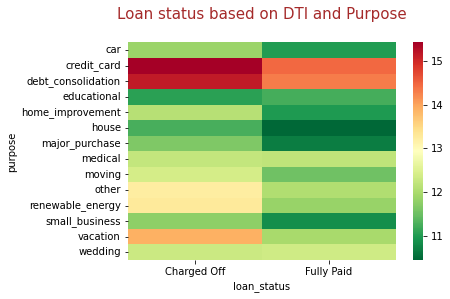 Loan status based on DTI and Purpose
car
credit_card
debt_consolidation
educational
home_improvement
house
major_purchase
medical
moving
other
renewable_energy
small_business
vacation
wedding
purpose
Charged Off
Fully Paid
loan_status
15
14
13
12
11